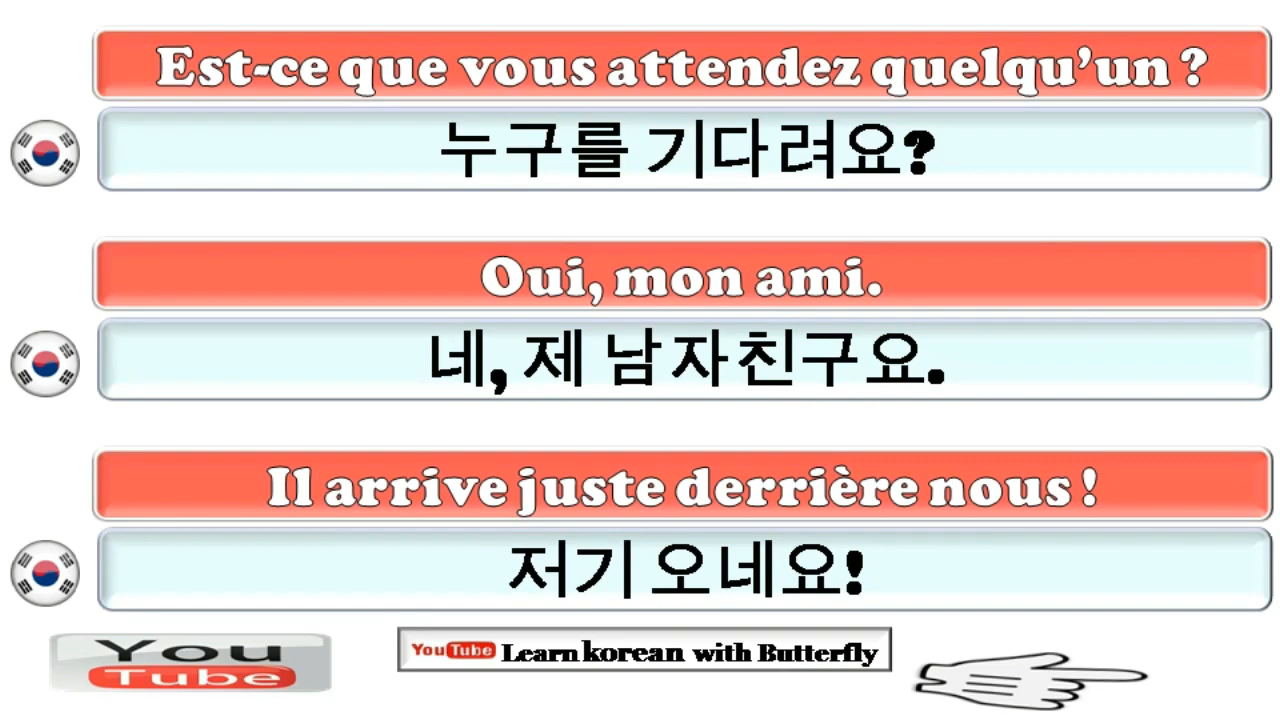 Est-ce que vous attendez quelqu'un ?
누구를 기다려요?
Oui, mon ami.
네, 제 남자친구요.
Il arrive juste derrière nous !
저기 오네요!
You
Tube
YouTube Learn korean with Butterfly